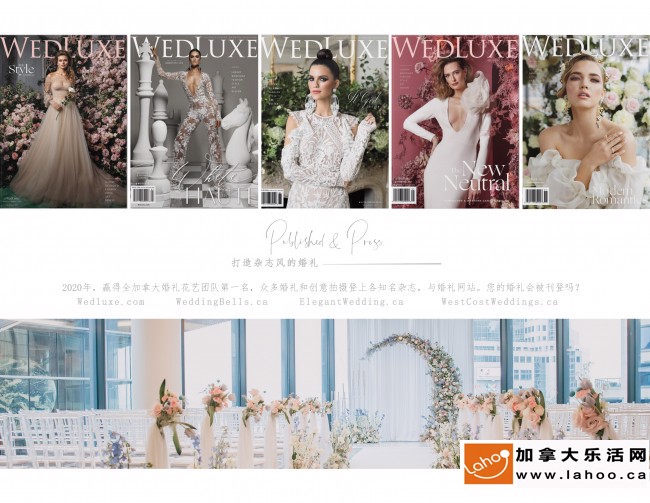 WEDLUXE WEDLUXE WEDLUXE WEDLUXE WEDLUXE
Style
HAUTE
The New Neutral
Modern Romantic
Published & Press
打造杂志风的婚礼
2020年，赢得全加拿大婚礼花艺团队第一名，众多婚礼和创意拍摄登上各知名杂志，与婚礼网站。您的婚礼会被刊登吗？
Wedluxe.com WeddingBells.ca ElegantWedding.ca WestCostWeddings.ca
Lahoo
加拿大乐活网
www.lahoo.ca